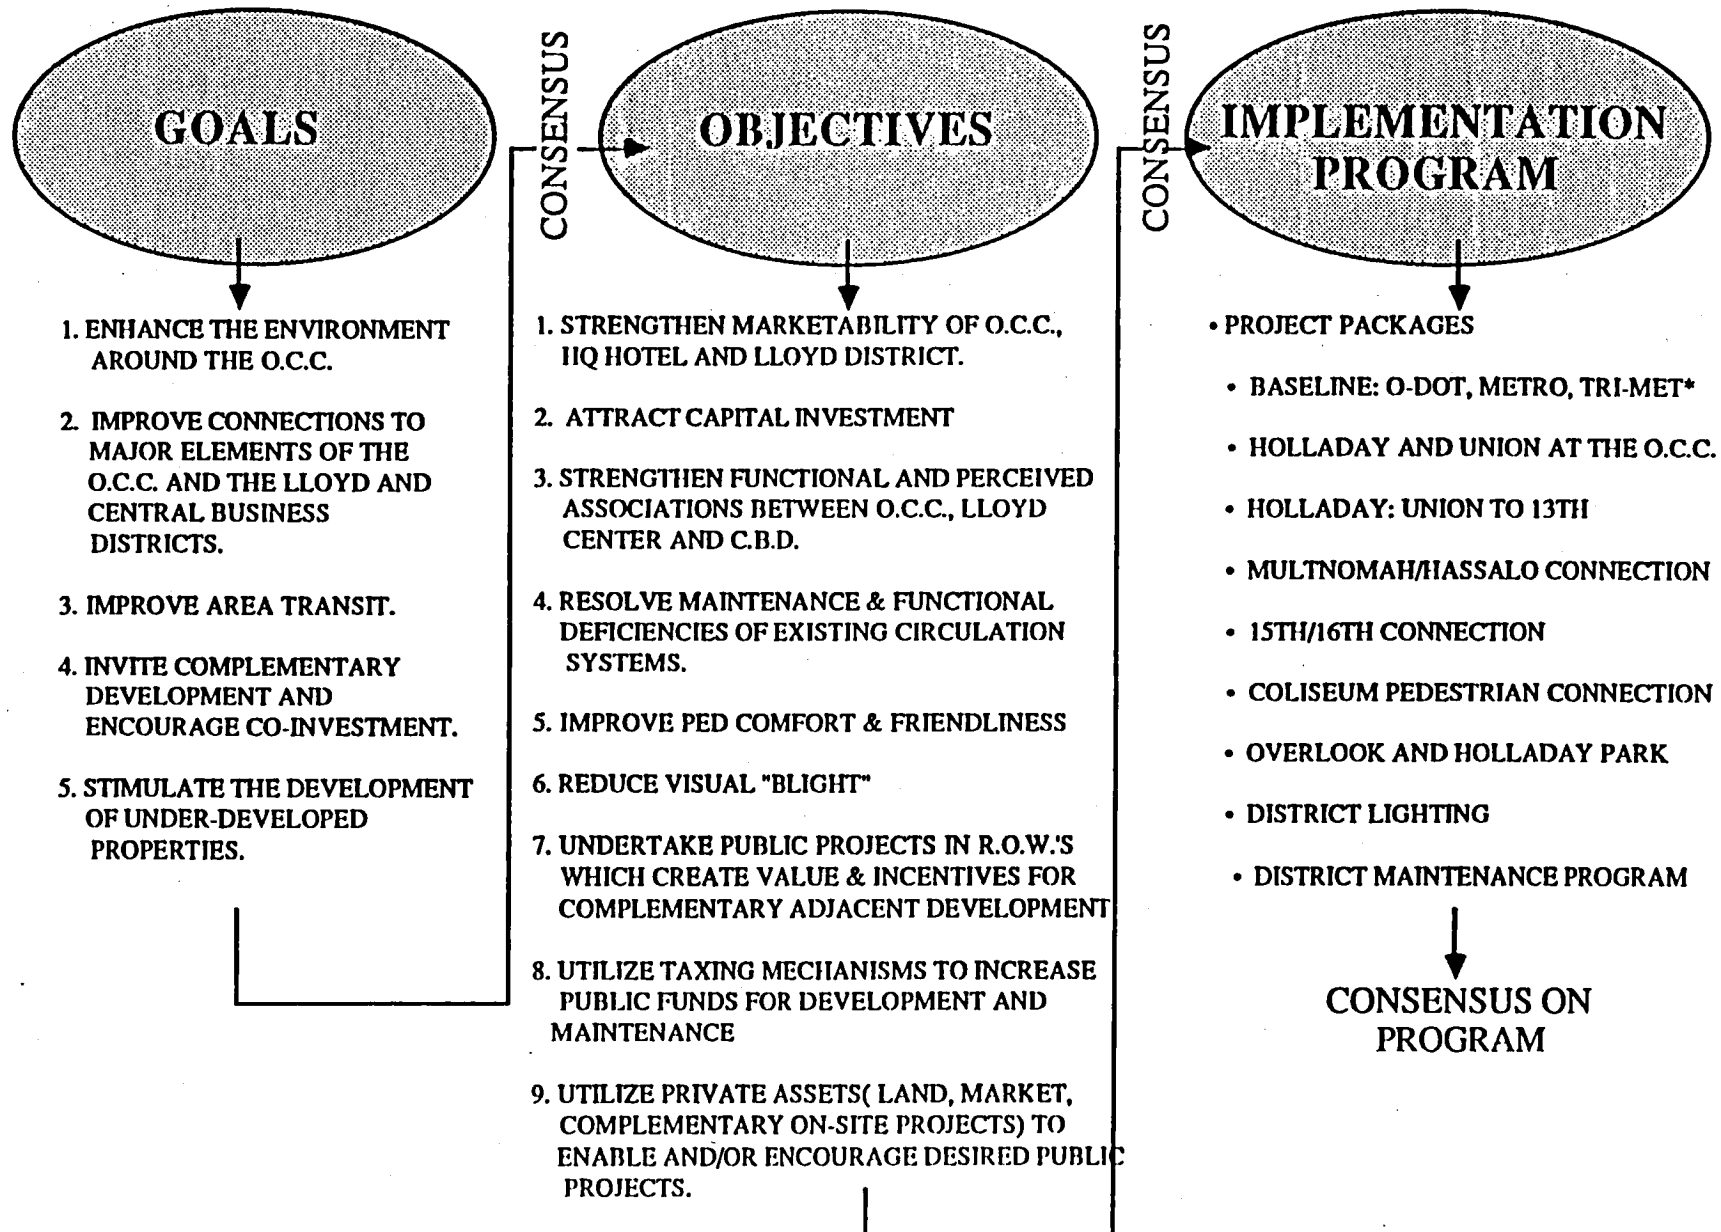 GOALS
1. ENHANCE THE ENVIRONMENT
AROUND THE O.C.C.
2. IMPROVE CONNECTIONS TO
MAJOR ELEMENTS OF THE
O.C.C. AND THE LLOYD AND
CENTRAL BUSINESS
DISTRICTS.
3. IMPROVE AREA TRANSIT.
4. INVITE COMPLEMENTARY
DEVELOPMENT AND
ENCOURAGE CO-INVESTMENT.
5. STIMULATE THE DEVELOPMENT
OF UNDER-DEVELOPED
PROPERTIES.
CONSENSUS
OBJECTIVES
1. STRENGTHEN MARKETABILITY OF O.C.C.,
HQ HOTEL AND LLOYD DISTRICT.
2. ATTRACT CAPITAL INVESTMENT
3. STRENGTHEN FUNCTIONAL AND PERCEIVED
ASSOCIATIONS BETWEEN O.C.C., LLOYD
CENTER AND C.B.D.
4. RESOLVE MAINTENANCE & FUNCTIONAL
DEFICIENCIES OF EXISTING CIRCULATION
SYSTEMS.
5. IMPROVE PED COMFORT & FRIENDLINESS
6. REDUCE VISUAL "BLIGHT"
7. UNDERTAKE PUBLIC PROJECTS IN R.O.W.'S
WHICH CREATE VALUE & INCENTIVES FOR
COMPLEMENTARY ADJACENT DEVELOPMENT
8. UTILIZE TAXING MECHANISMS TO INCREASE
PUBLIC FUNDS FOR DEVELOPMENT AND
MAINTENANCE
9. UTILIZE PRIVATE ASSETS( LAND, MARKET,
COMPLEMENTARY ON-SITE PROJECTS) TO
ENABLE AND/OR ENCOURAGE DESIRED PUBLIC
PROJECTS.
CONSENSUS
IMPLEMENTATION
PROGRAM
• PROJECT PACKAGES
• BASELINE: O-DOT, METRO, TRI-MET*
• HOLLADAY AND UNION AT THE O.C.C.
• HOLLADAY: UNION TO 13TH
• MULTNOMAH/HASSALO CONNECTION
• 15TH/16TH CONNECTION
• COLISEUM PEDESTRIAN CONNECTION
• OVERLOOK AND HOLLADAY PARK
• DISTRICT LIGHTING
• DISTRICT MAINTENANCE PROGRAM
CONSENSUS ON
PROGRAM